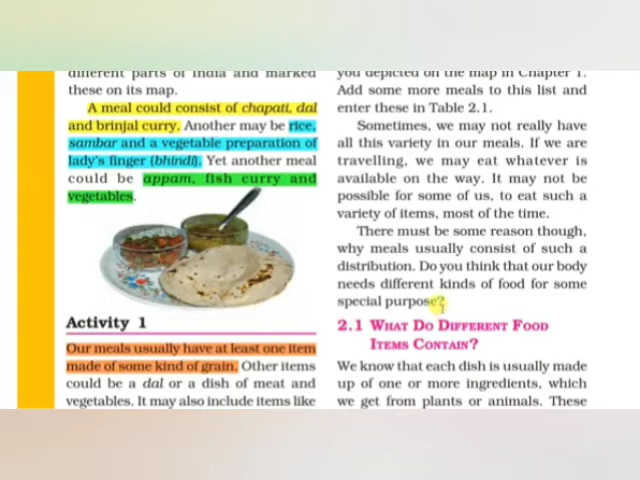 different parts of India and marked
these on its map.
A meal could consist of chapati, dal
and brinjal curry. Another may be rice,
sambar and a vegetable preparation of
lady's finger (bhindi). Yet another meal
could be appam, fish curry and
vegetables.
Activity 1
Our meals usually have at least one item
made of some kind of grain. Other items
could be a dal or a dish of meat and
vegetables. It may also include items like
you depicted on the map in Chapter 1.
Add some more meals to this list and
enter these in Table 2.1.
Sometimes, we may not really have
all this variety in our meals. If we are
travelling, we may eat whatever is
available on the way. It may not be
possible for some of us, to eat such a
variety of items, most of the time.
There must be some reason though,
why meals usually consist of such a
distribution. Do you think that our body
needs different kinds of food for some
special purpose?
2.1 WHAT DO DIFFERENT FOOD
ITEMS CONTAIN?
We know that each dish is usually made
up of one or more ingredients, which
we get from plants or animals. These